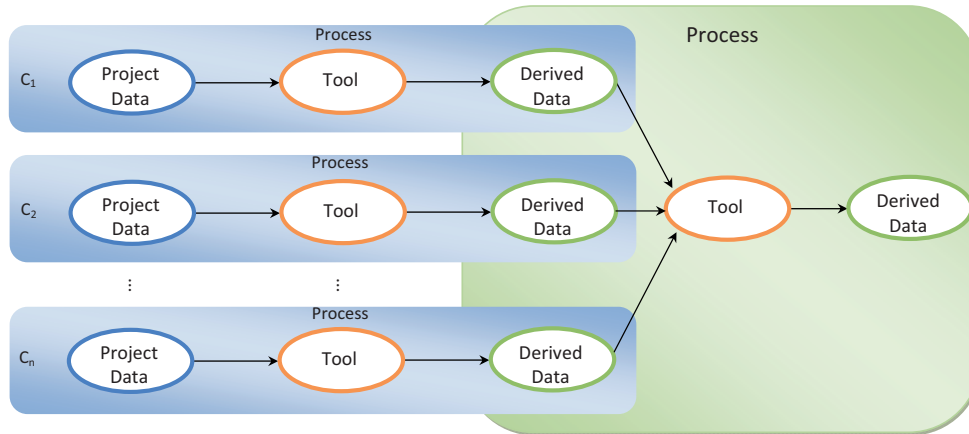 Process
Process
C1
Project
Data
Tool
Derived
Data
Process
C2
Project
Data
Tool
Derived
Data
Tool
Derived
Data
⋮
⋮
Process
Cn
Project
Data
Tool
Derived
Data